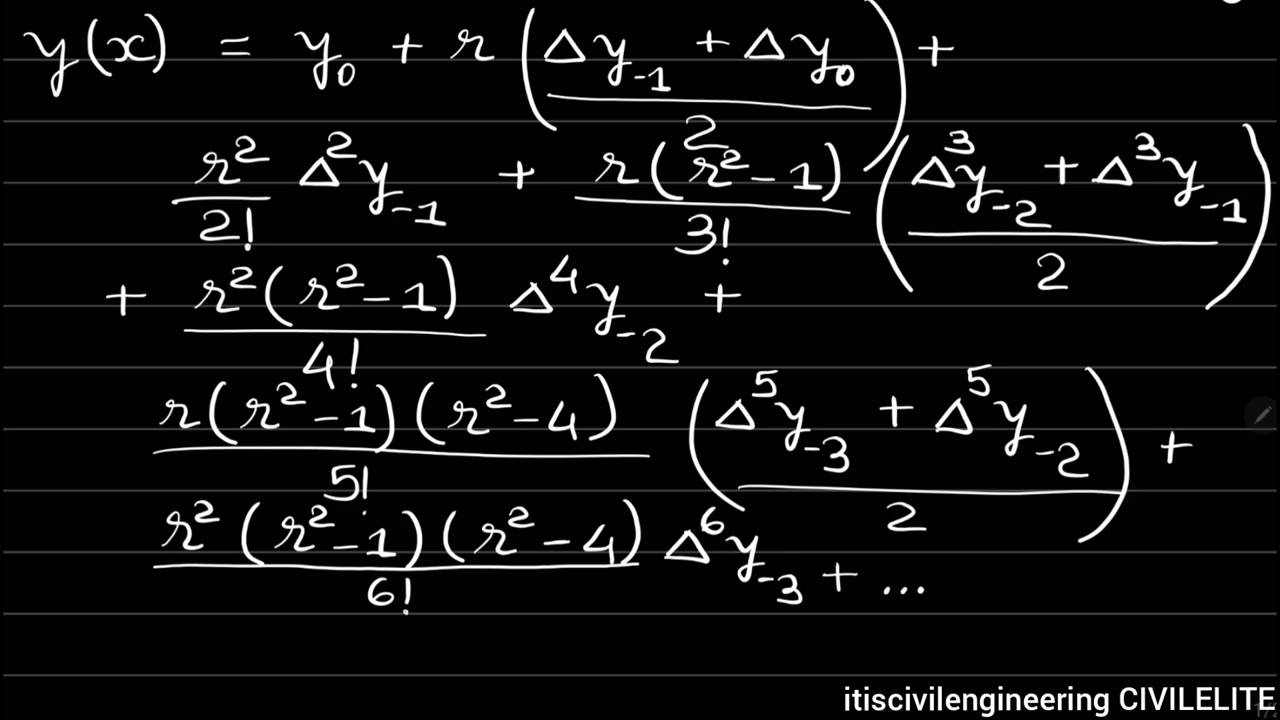 y(x) = y₀ + r ( (Δy₋₁ + Δy₀) / 2 ) +
r²/2! Δ²y₋₁ + r(r²-1)/3! ( (Δ³y₋₂ + Δ³y₋₁) / 2 )
+ r²(r²-1)/4! Δ⁴y₋₂ +
r(r²-1)(r²-4)/5! ( (Δ⁵y₋₃ + Δ⁵y₋₂) / 2 ) +
r²(r²-1)(r²-4)/6! Δ⁶y₋₃ + ...
itiscivilengineering CIVILELITE